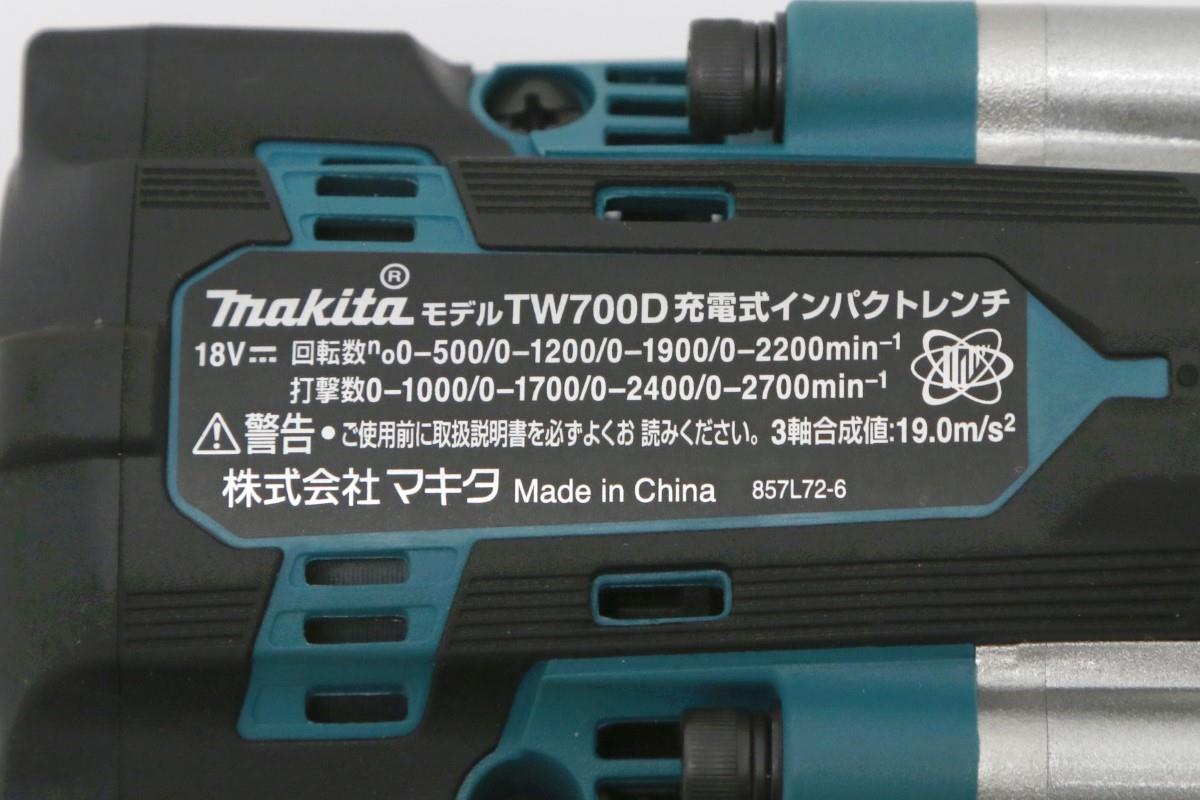 makita® モデルTW700D充電式インパクトレンチ
18V⎓ 回転数n₀0-500/0-1200/0-1900/0-2200min⁻¹
打撃数0-1000/0-1700/0-2400/0-2700min⁻¹
⚠警告•ご使用前に取扱説明書を必ずよくお 読みください。3軸合成値:19.0m/s²
株式会社マキタ Made in China 857L72-6